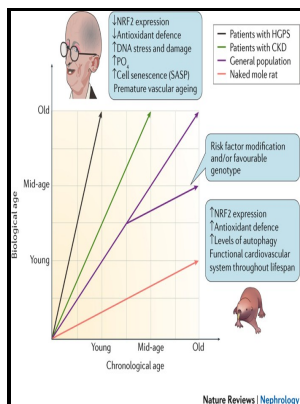 ↓NRF2 expression
↓Antioxidant defence
↑DNA stress and damage
↑PO₄
↑Cell senescence (SASP)
Premature vascular ageing
Patients with HGPS
Patients with CKD
General population
Naked mole rat
Old
Mid-age
Young
Biological age
Risk factor modification
and/or favourable
genotype
↑NRF2 expression
↑Antioxidant defence
↑Levels of autophagy
Functional cardiovascular
system throughout lifespan
Young
Mid-age
Old
Chronological age
Nature Reviews | Nephrology